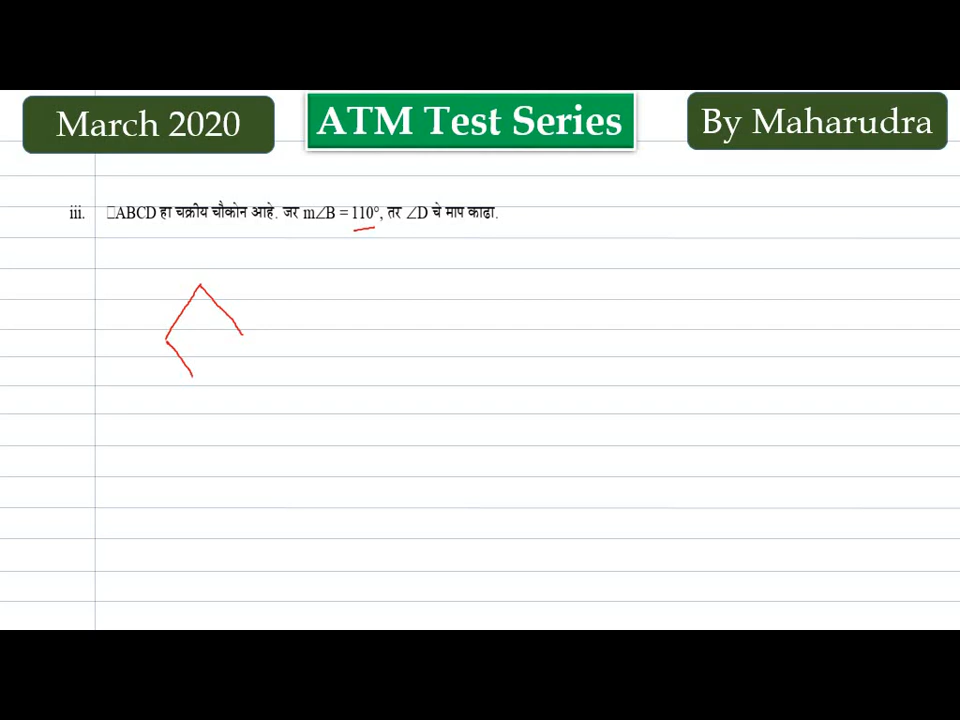 March 2020
ATM Test Series
By Maharudra
iii. □ABCD हा चक्रीय चौकोन आहे. जर m∠B = 110°, तर ∠D चे माप काढा.